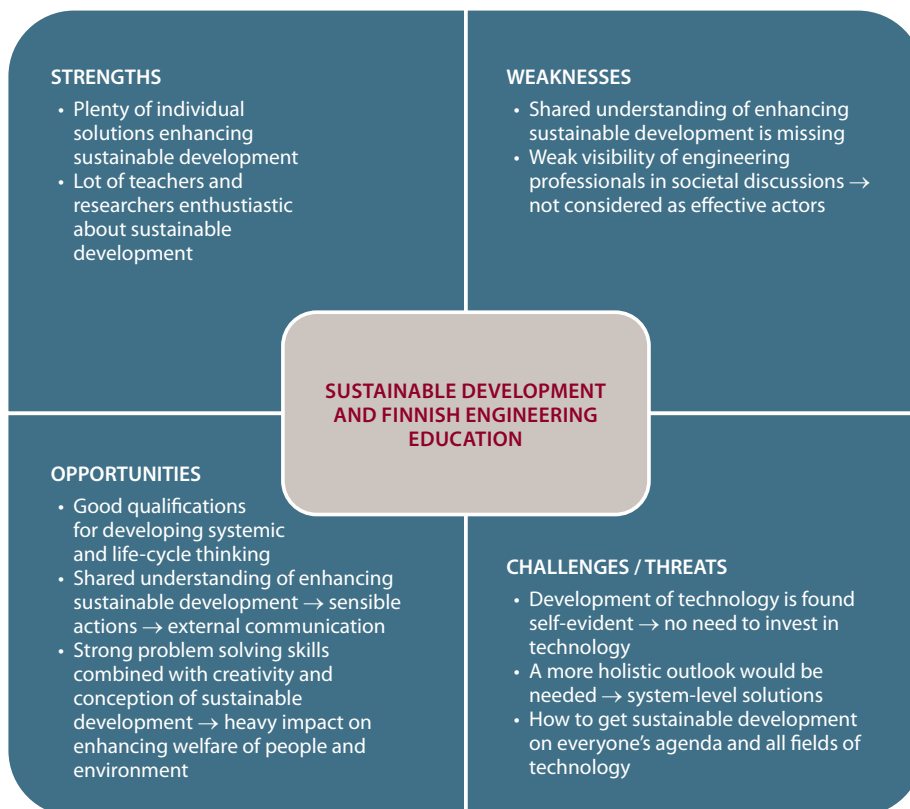 STRENGTHS
• Plenty of individual
solutions enhancing
sustainable development
• Lot of teachers and
researchers enthustiastic
about sustainable
development
WEAKNESSES
• Shared understanding of enhancing
sustainable development is missing
• Weak visibility of engineering
professionals in societal discussions →
not considered as effective actors
SUSTAINABLE DEVELOPMENT
AND FINNISH ENGINEERING
EDUCATION
OPPORTUNITIES
• Good qualifications
for developing systemic
and life-cycle thinking
• Shared understanding of enhancing
sustainable development → sensible
actions → external communication
• Strong problem solving skills
combined with creativity and
conception of sustainable
development → heavy impact on
enhancing welfare of people and
environment
CHALLENGES / THREATS
• Development of technology is found
self-evident → no need to invest in
technology
• A more holistic outlook would be
needed → system-level solutions
• How to get sustainable development
on everyone's agenda and all fields of
technology